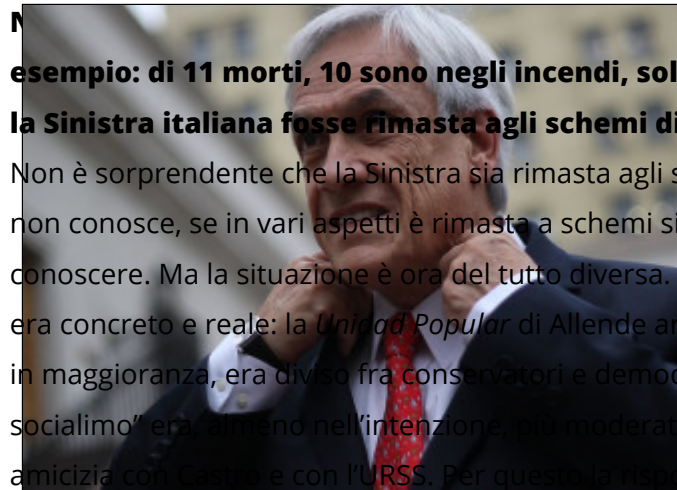 N
esempio: di 11 morti, 10 sono negli incendi, sol
la Sinistra italiana fosse rimasta agli schemi di
Non è sorprendente che la Sinistra sia rimasta agli s
non conosce, se in vari aspetti è rimasta a schemi si
conoscere. Ma la situazione è ora del tutto diversa.
era concreto e reale: la Unidad Popular di Allende an
in maggioranza, era diviso fra conservatori e democ
socialimo” era, almeno nell’intenzione, più moderat
amicizia con Castro e con l’URSS. Per questo la rispe